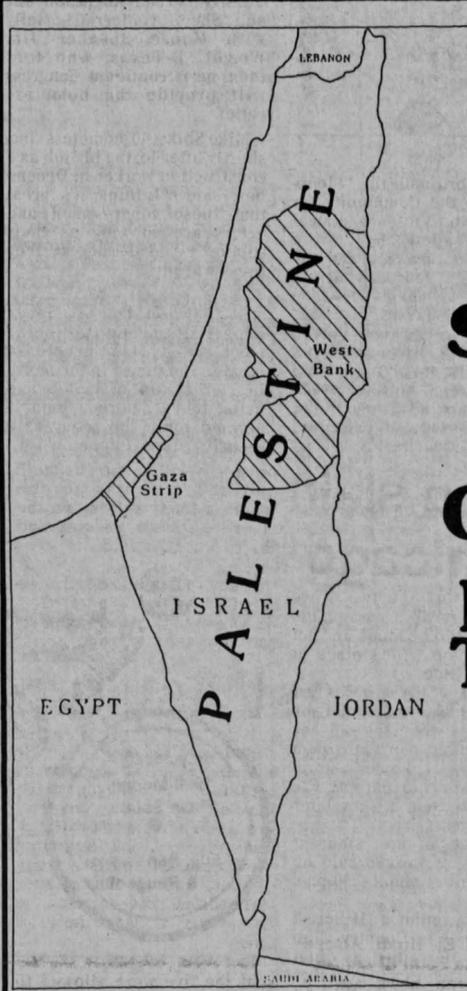 LEBANON
PALESTINE
West
Bank
Gaza
Strip
ISRAEL
EGYPT
JORDAN
SAUDI ARABIA